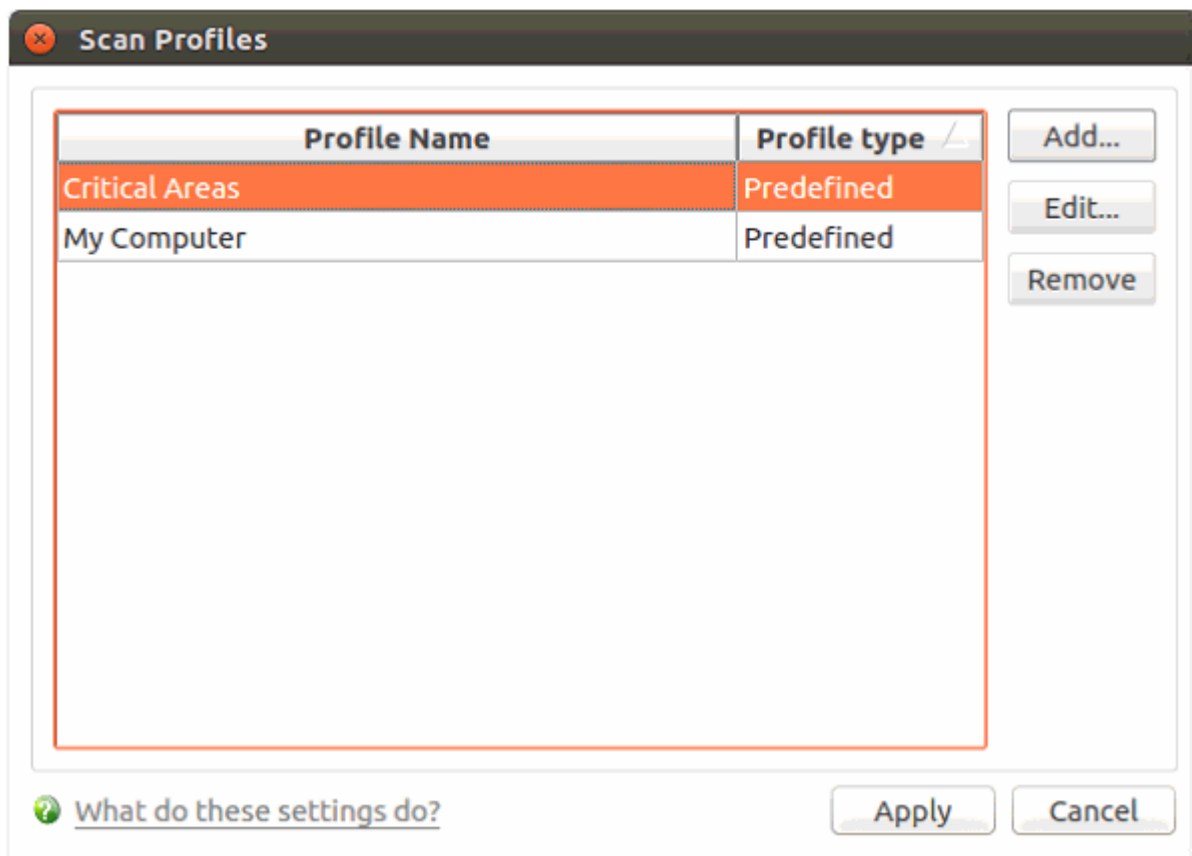 Scan Profiles
Profile Name Profile type
Critical Areas Predefined
My Computer Predefined
Add...
Edit...
Remove
What do these settings do?
Apply Cancel